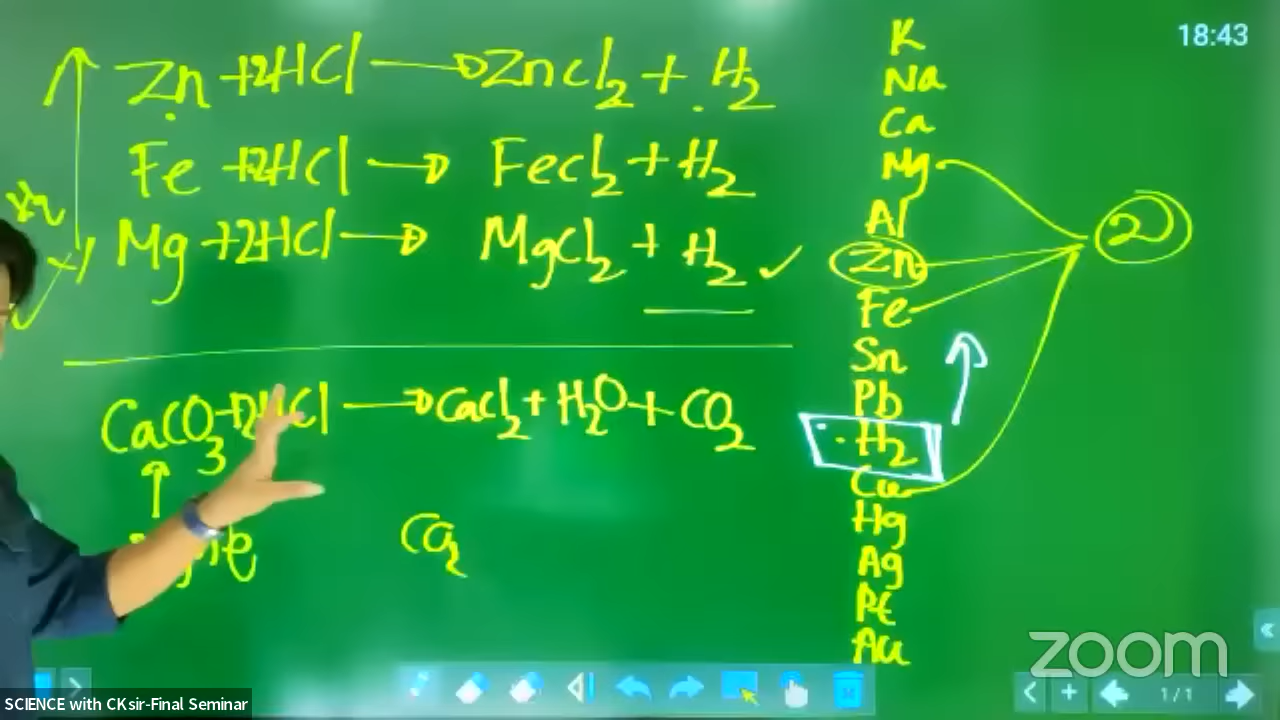 Zn +2HCl → ZnCl₂ + H₂
Fe +2HCl → FeCl₂ + H₂
Mg +2HCl → MgCl₂ + H₂ ✓
CaCO₃+2HCl → CaCl₂ + H₂O + CO₂
CO₂
K
Na
Ca
Mg
Al
Zn
Fe
Sn
Pb
H₂
Cu
Hg
Ag
Pt
Au
2
18:43
zoom
1/1
SCIENCE with CKsir-Final Seminar